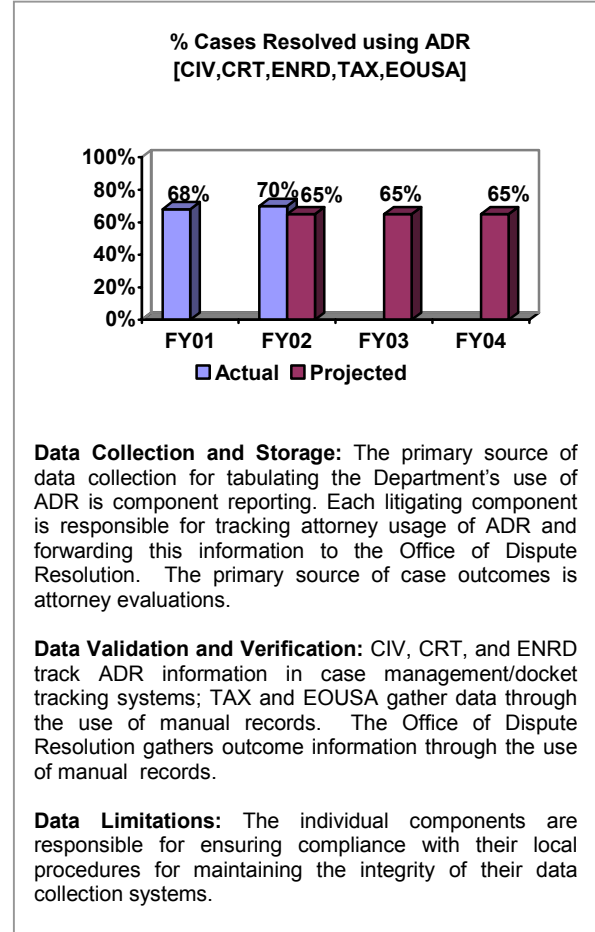 % Cases Resolved using ADR
[CIV,CRT,ENRD,TAX,EOUSA]
100%
80%
60%
40%
20%
0%
68%
70%
65%
65%
65%
FY01 FY02 FY03 FY04
Actual Projected
Data Collection and Storage: The primary source of
data collection for tabulating the Department’s use of
ADR is component reporting. Each litigating component
is responsible for tracking attorney usage of ADR and
forwarding this information to the Office of Dispute
Resolution. The primary source of case outcomes is
attorney evaluations.
Data Validation and Verification: CIV, CRT, and ENRD
track ADR information in case management/docket
tracking systems; TAX and EOUSA gather data through
the use of manual records. The Office of Dispute
Resolution gathers outcome information through the use
of manual records.
Data Limitations: The individual components are
responsible for ensuring compliance with their local
procedures for maintaining the integrity of their data
collection systems.